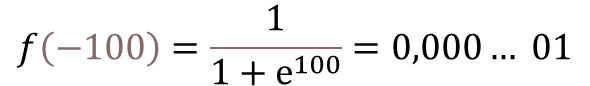 f(−100) = 1 / (1 + e^100) = 0,000 … 01